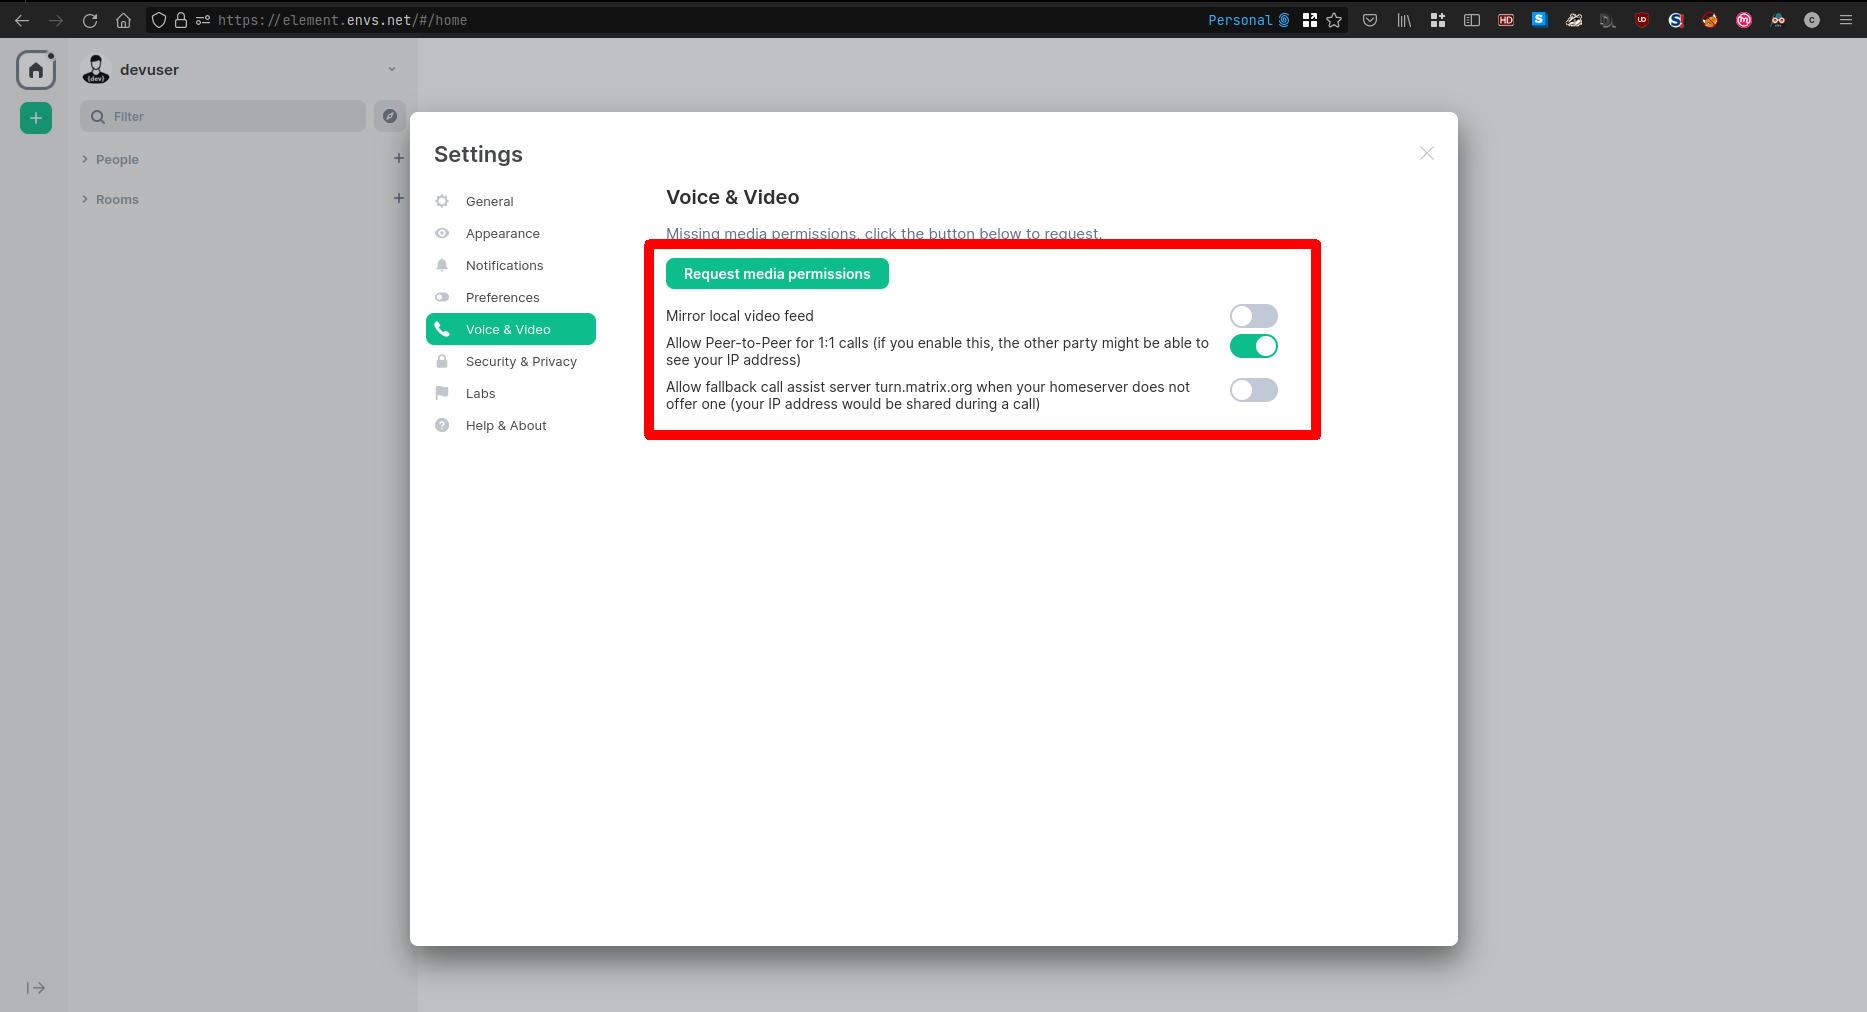 https://element.envs.net/#/home
Personal
HD
devuser
Filter
People
Rooms
Settings
General
Appearance
Notifications
Preferences
Voice & Video
Security & Privacy
Labs
Help & About
Voice & Video
Missing media permissions, click the button below to request.
Request media permissions
Mirror local video feed
Allow Peer-to-Peer for 1:1 calls (if you enable this, the other party might be able to
see your IP address)
Allow fallback call assist server turn.matrix.org when your homeserver does not
offer one (your IP address would be shared during a call)